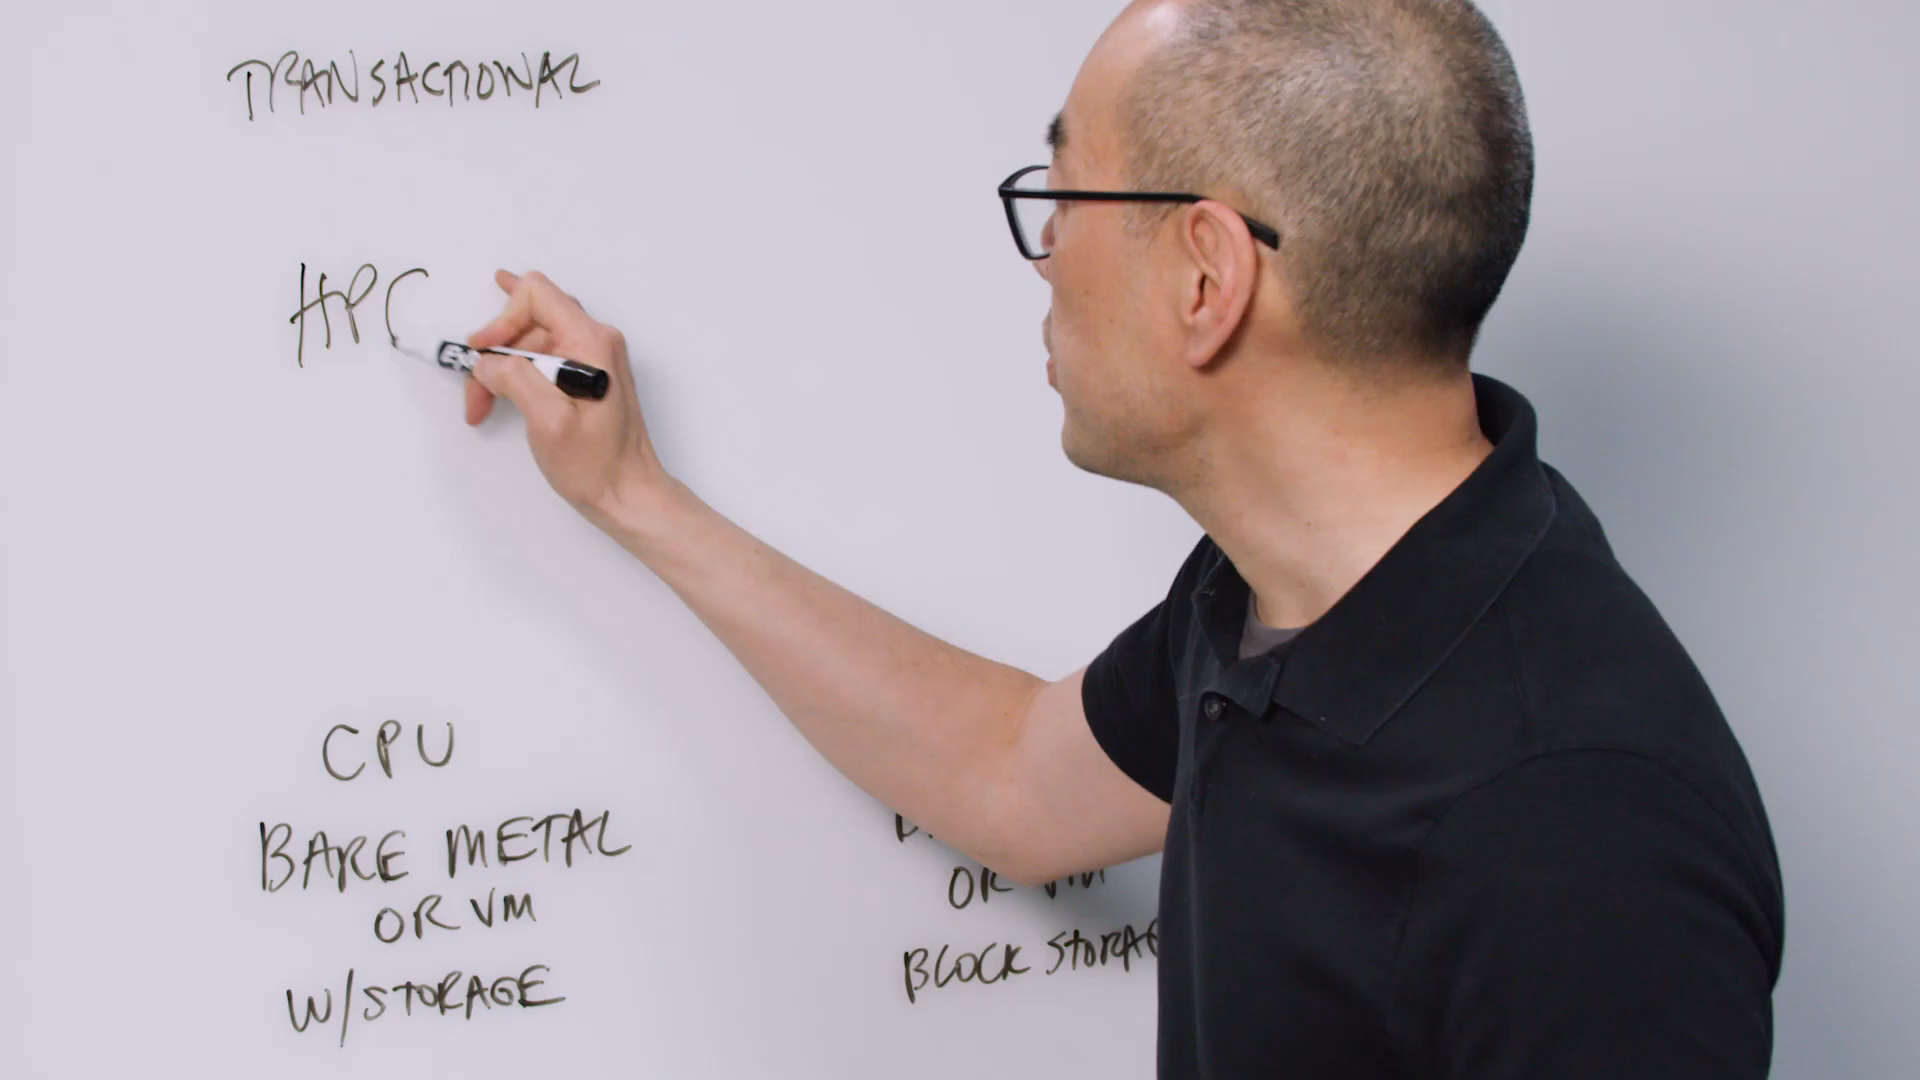 TRANSACTIONAL
HPC
CPU
BARE METAL
OR VM
W/STORAGE
OR VM
BLOCK STORAGE